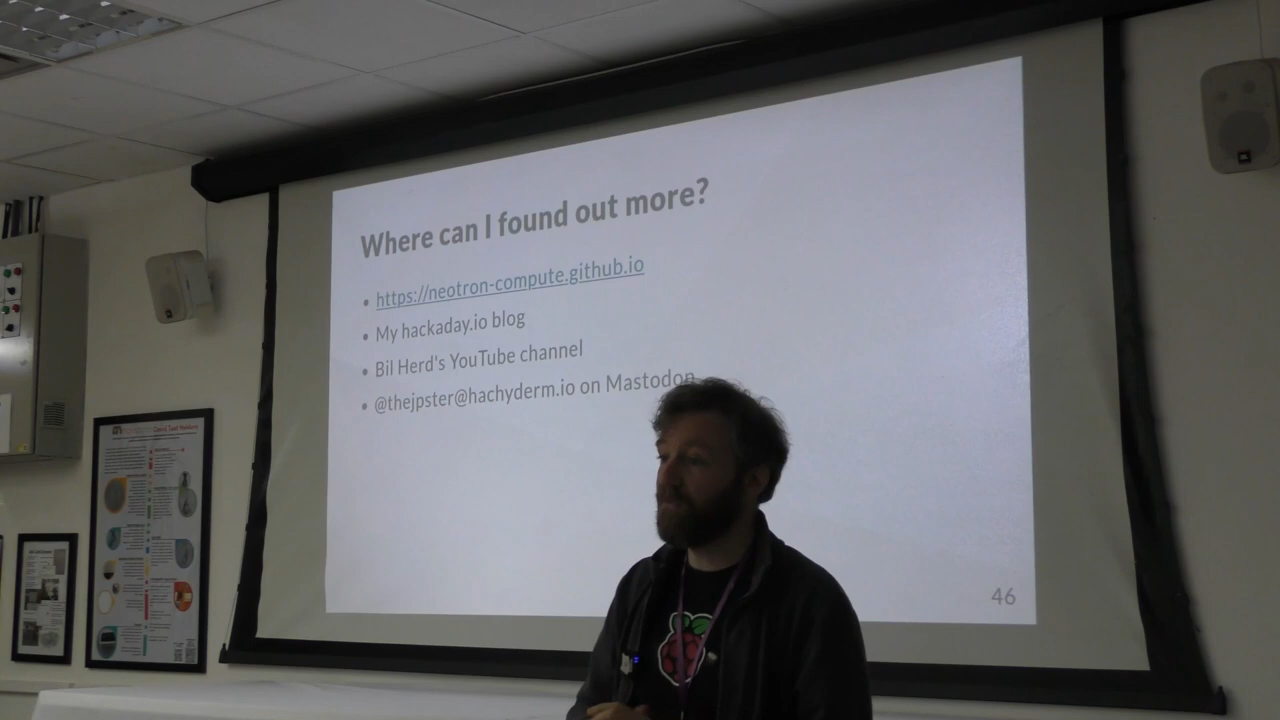 Where can I found out more?
https://neotron-compute.github.io
My hackaday.io blog
Bil Herd's YouTube channel
@thejpster@hachyderm.io on Mastodon
46